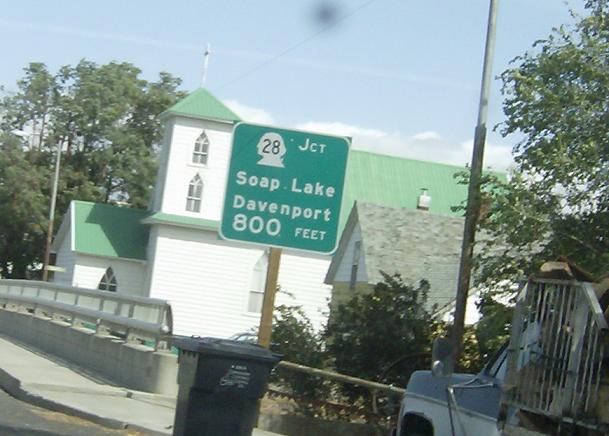 28 JCT
Soap Lake
Davenport
800 FEET